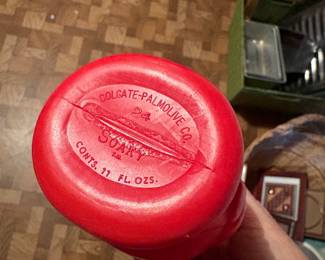 COLGATE-PALMOLIVE CO.
SOAKY
T.M.
CONTS. 11 FL. OZS.